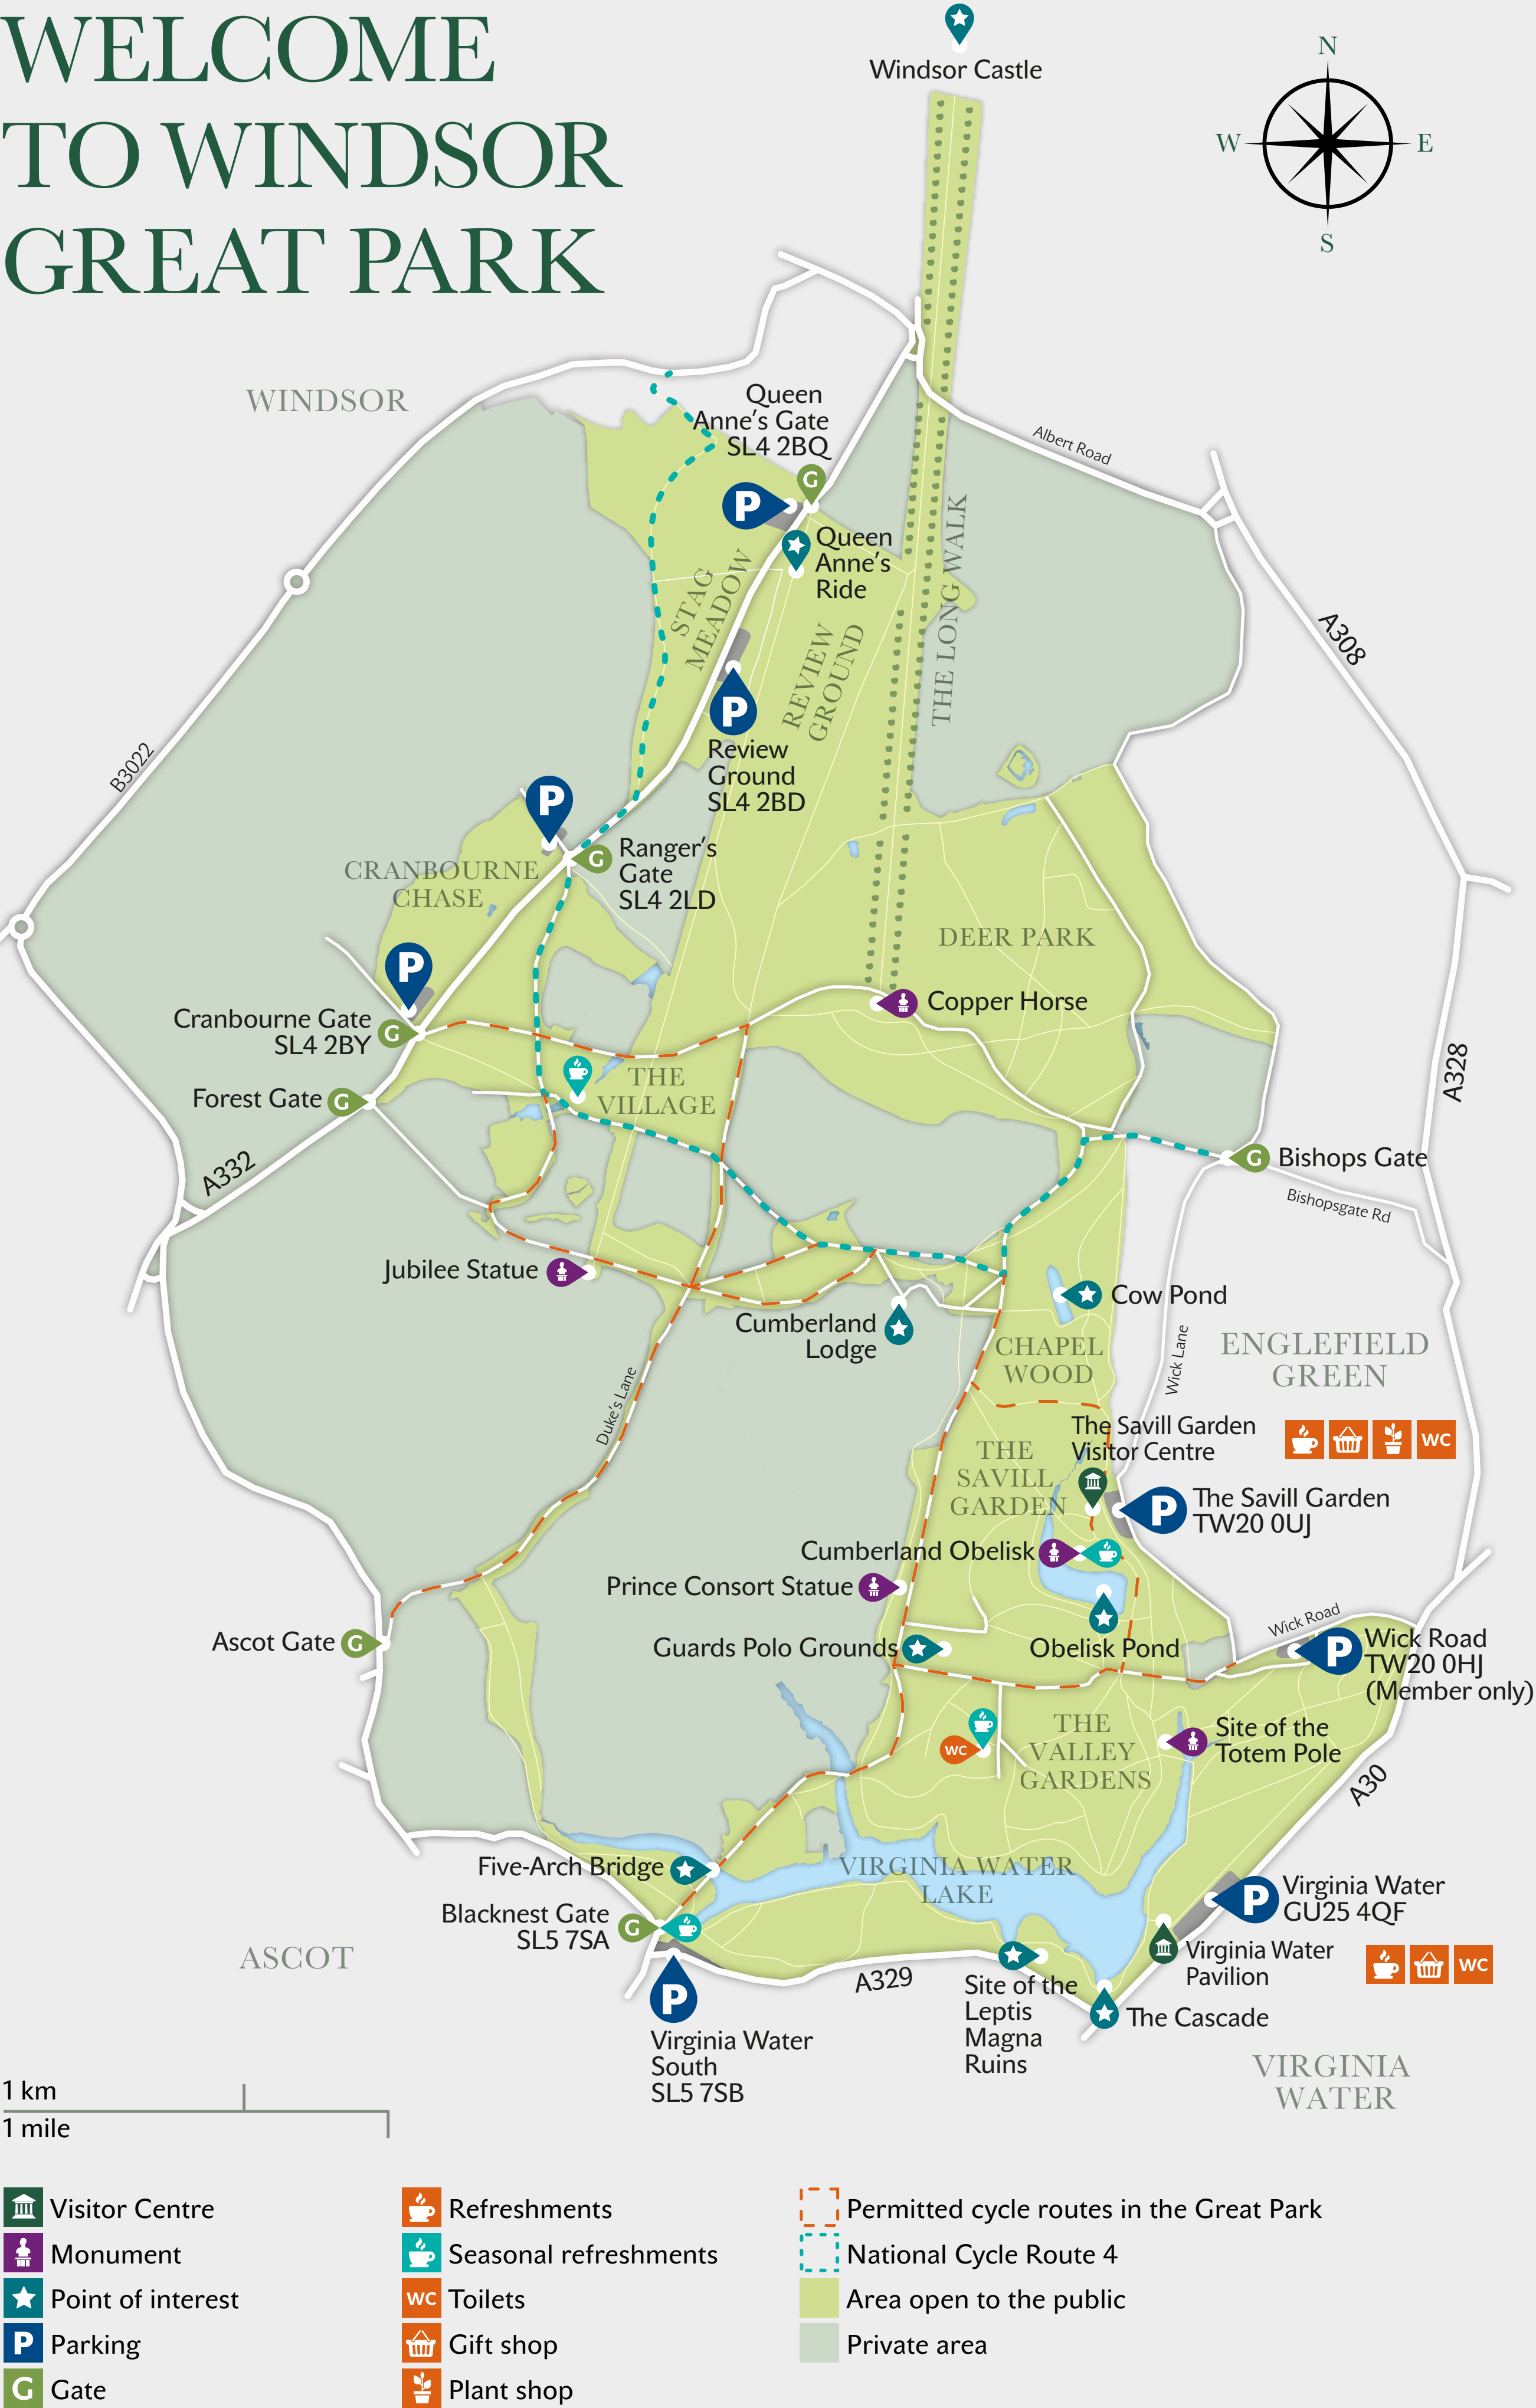 WELCOME
TO WINDSOR
GREAT PARK
Windsor Castle
N
W
E
S
WINDSOR
Queen
Anne's Gate
SL4 2BQ
G
P
Albert Road
Queen
Anne's
Ride
STAG
MEADOW
REVIEW
GROUND
THE LONG WALK
A308
P
Review
Ground
SL4 2BD
B3022
P
G
Ranger's
Gate
SL4 2LD
CRANBOURNE
CHASE
DEER PARK
P
Copper Horse
Cranbourne Gate
SL4 2BY
G
Forest Gate
G
THE
VILLAGE
A328
A332
G
Bishops Gate
Bishopsgate Rd
Jubilee Statue
Cow Pond
Cumberland
Lodge
CHAPEL
WOOD
Wick Lane
ENGLEFIELD
GREEN
Duke's Lane
The Savill Garden
Visitor Centre
WC
THE
SAVILL
GARDEN
P
The Savill Garden
TW20 0UJ
Cumberland Obelisk
Prince Consort Statue
Ascot Gate
G
Guards Polo Grounds
Obelisk Pond
Wick Road
P
Wick Road
TW20 0HJ
(Member only)
WC
THE
VALLEY
GARDENS
Site of the
Totem Pole
A30
Five-Arch Bridge
VIRGINIA WATER
LAKE
Blacknest Gate
SL5 7SA
G
P
Virginia Water
GU25 4QF
ASCOT
A329
Virginia Water
Pavilion
WC
P
Virginia Water
South
SL5 7SB
Site of the
Leptis
Magna
Ruins
The Cascade
VIRGINIA
WATER
1 km
1 mile
Visitor Centre
Monument
Point of interest
P Parking
G Gate
Refreshments
Seasonal refreshments
WC Toilets
Gift shop
Plant shop
Permitted cycle routes in the Great Park
National Cycle Route 4
Area open to the public
Private area